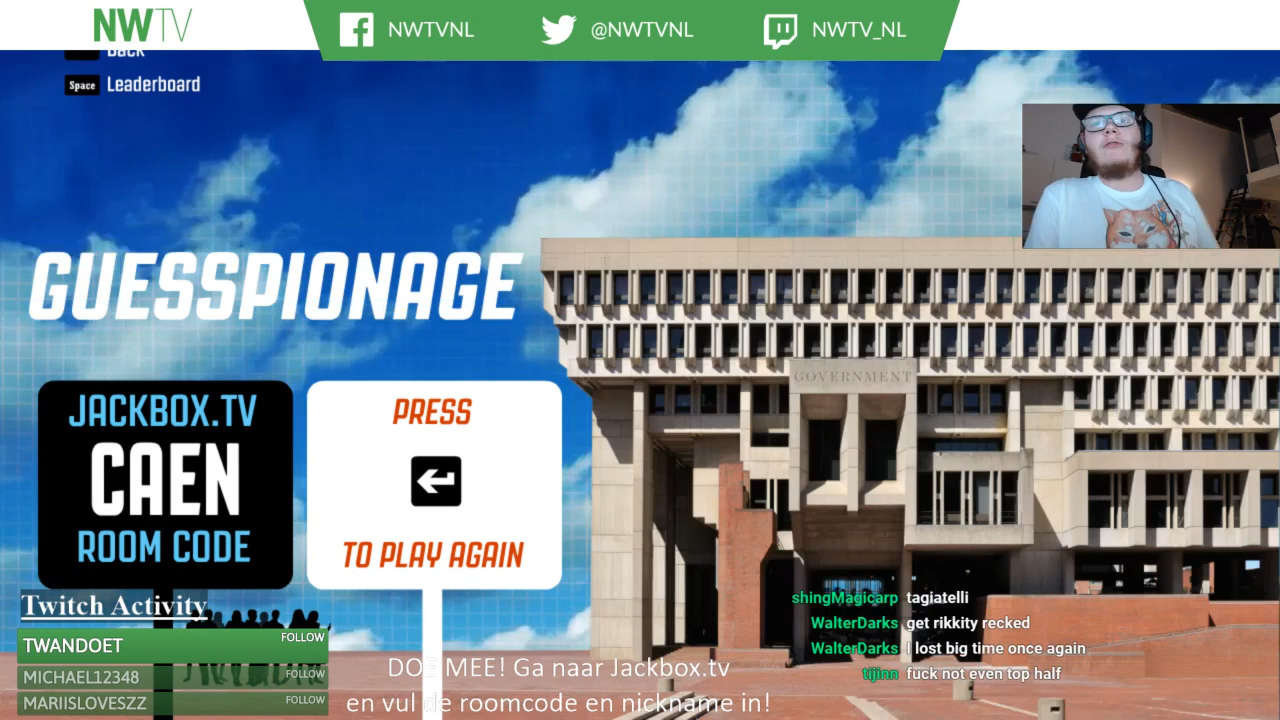 NWTV
NWTVNL
@NWTVNL
NWTV_NL
Back
Space Leaderboard
GUESSPIONAGE
GOVERNMENT
JACKBOX.TV
CAEN
ROOM CODE
PRESS
TO PLAY AGAIN
Twitch Activity
TWANDOET FOLLOW
MICHAEL12348 FOLLOW
MARIISLOVESZZ FOLLOW
shingMagicarp tagiatelli
WalterDarks get rikkity recked
WalterDarks I lost big time once again
tijinn fuck not even top half
DOE MEE! Ga naar Jackbox.tv
en vul de roomcode en nickname in!